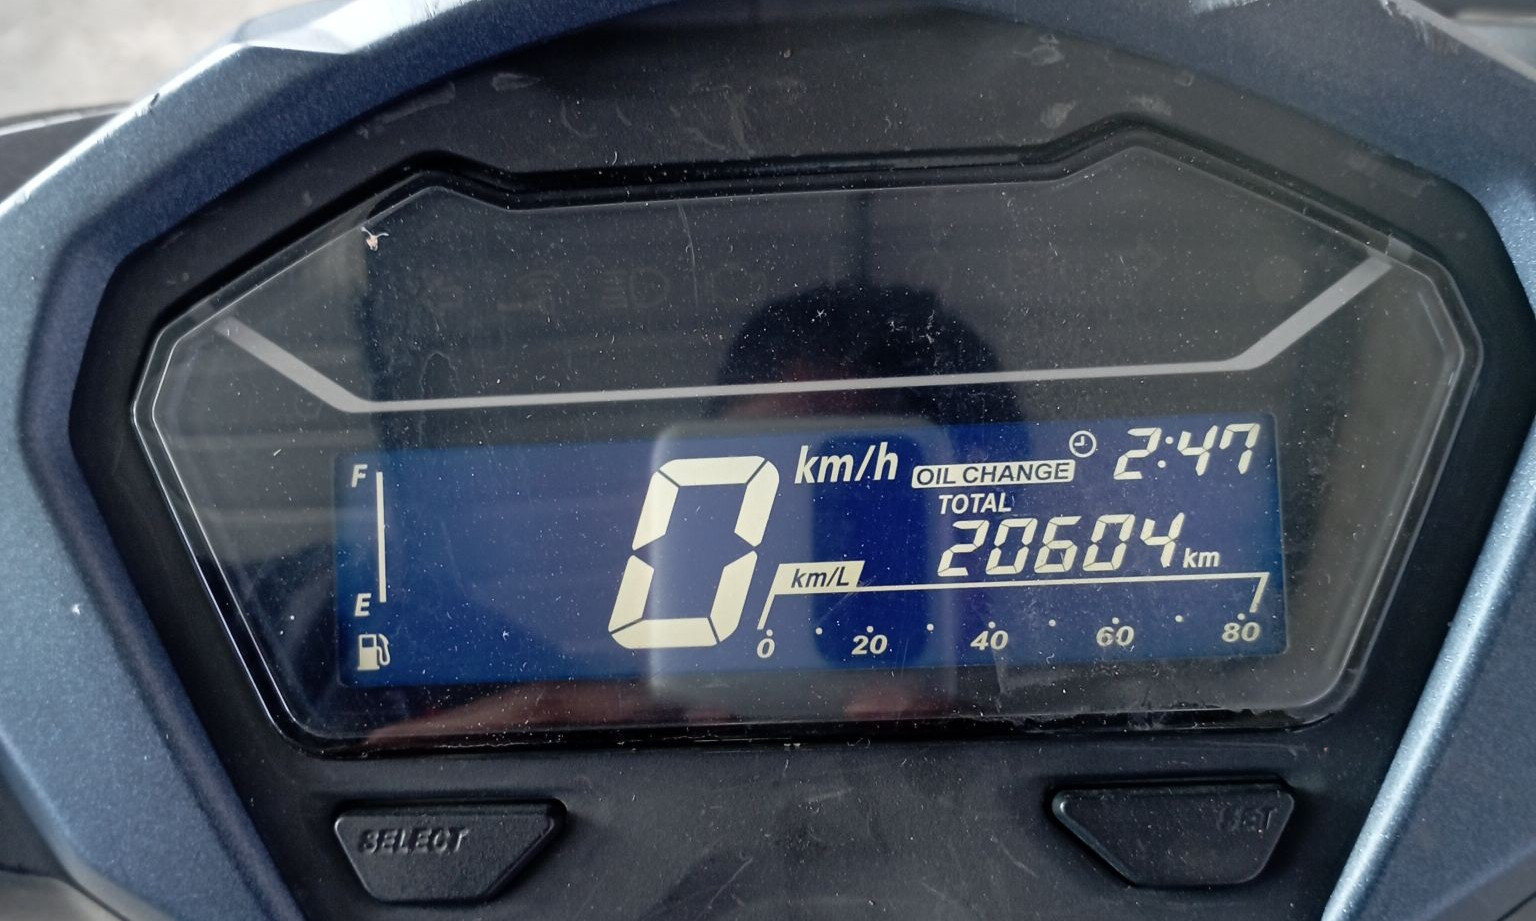 F
E
0
km/h
OIL CHANGE
2:47
TOTAL
20604 km
km/L
0 20 40 60 80
SELECT
SET